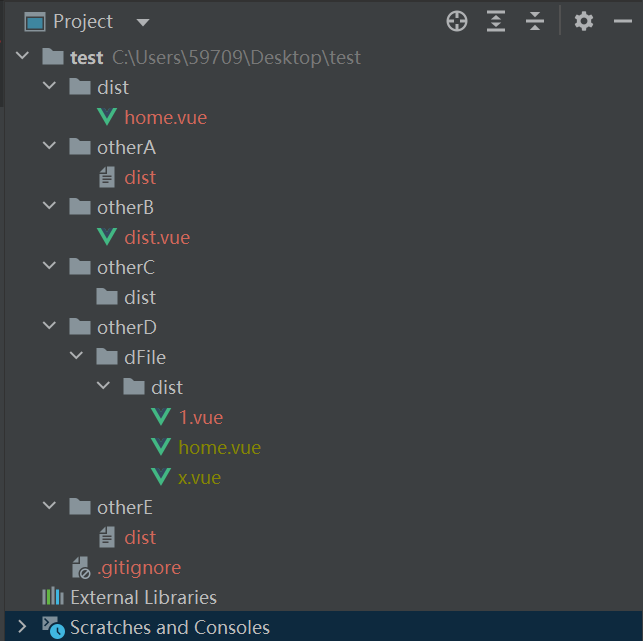 Project
test C:\Users\59709\Desktop\test
dist
home.vue
otherA
dist
otherB
dist.vue
otherC
dist
otherD
dFile
dist
1.vue
home.vue
x.vue
otherE
dist
.gitignore
External Libraries
Scratches and Consoles